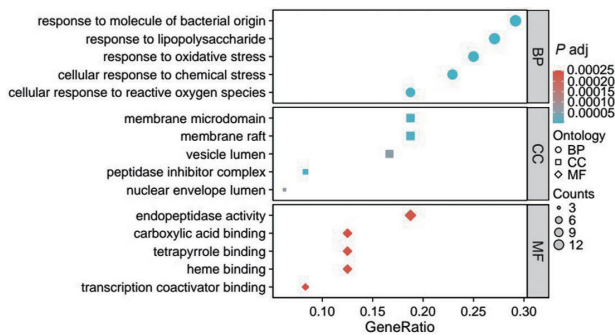 response to molecule of bacterial origin
response to lipopolysaccharide
response to oxidative stress
cellular response to chemical stress
cellular response to reactive oxygen species
BP
membrane microdomain
membrane raft
vesicle lumen
peptidase inhibitor complex
nuclear envelope lumen
CC
endopeptidase activity
carboxylic acid binding
tetrapyrrole binding
heme binding
transcription coactivator binding
MF
0.10 0.15 0.20 0.25 0.30
GeneRatio
P adj
0.00025
0.00020
0.00015
0.00010
0.00005
Ontology
BP
CC
MF
Counts
3
6
9
12